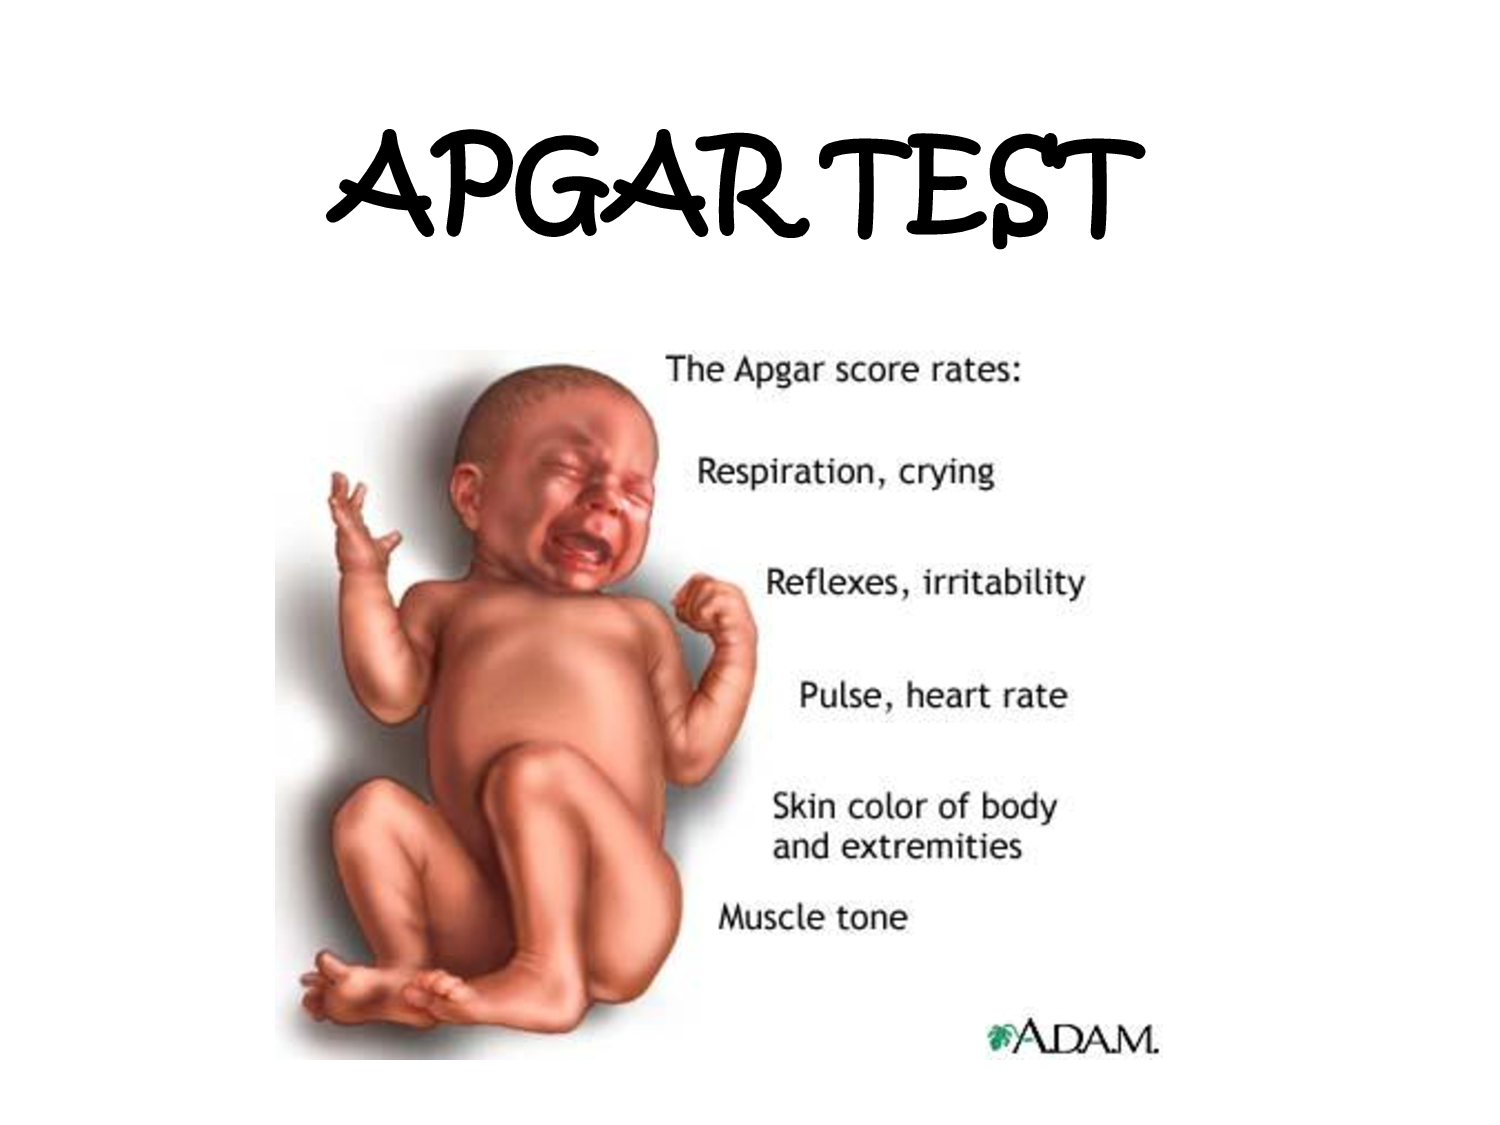 APGAR TEST
The Apgar score rates:
Respiration, crying
Reflexes, irritability
Pulse, heart rate
Skin color of body
and extremities
Muscle tone
A.D.A.M.